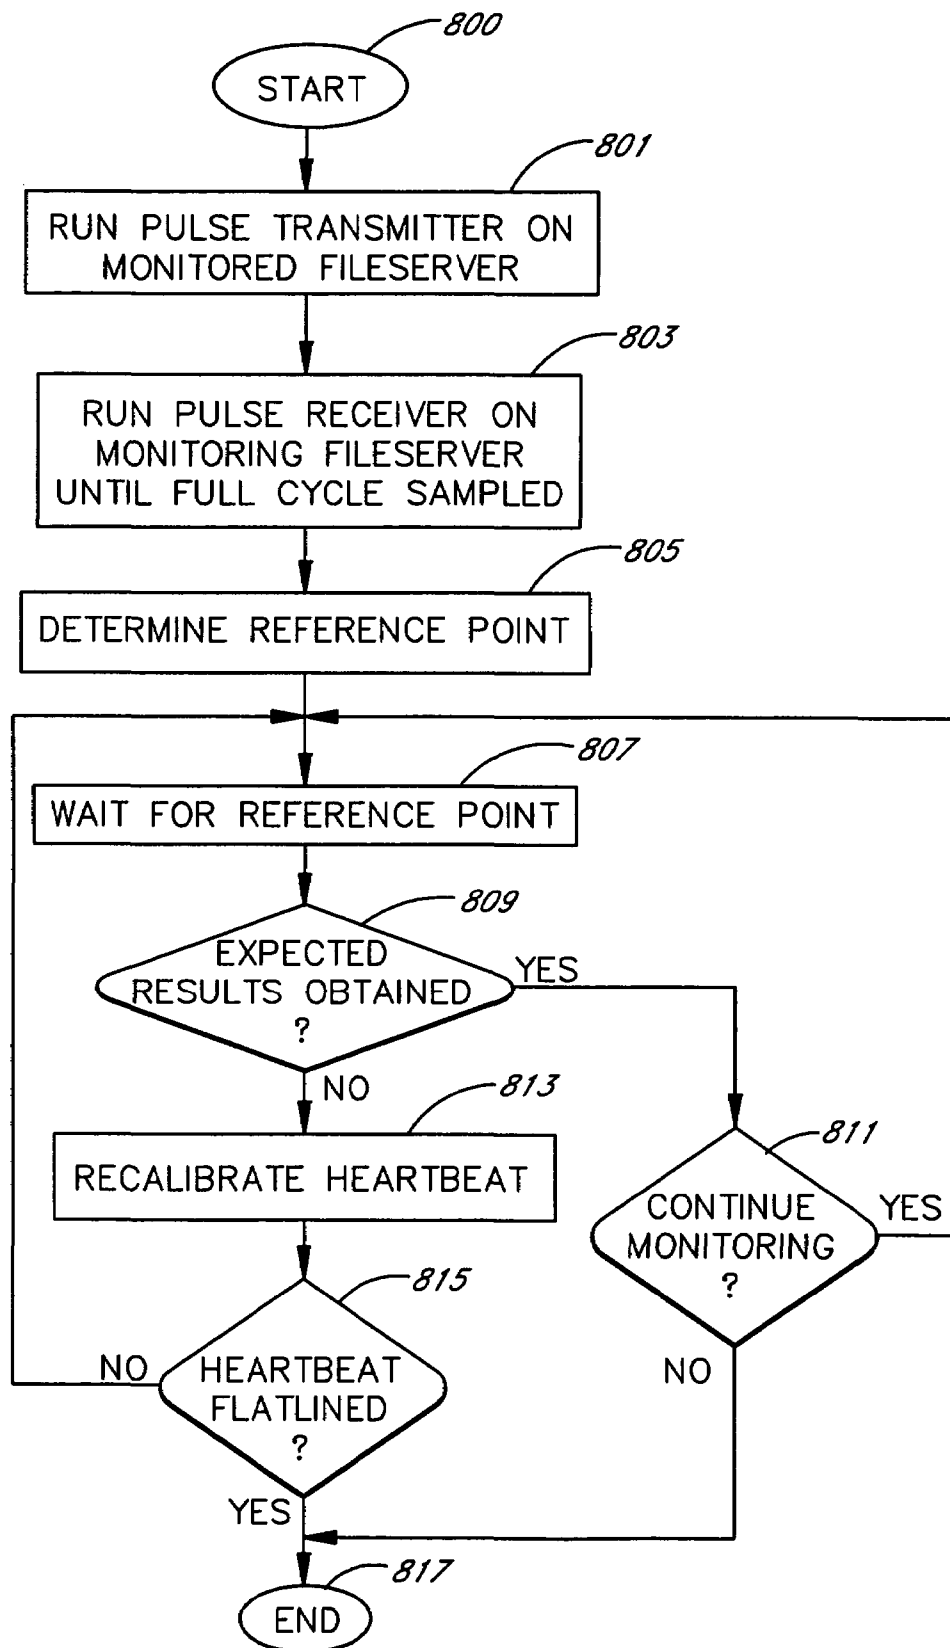 800
START
801
RUN PULSE TRANSMITTER ON
MONITORED FILESERVER
803
RUN PULSE RECEIVER ON
MONITORING FILESERVER
UNTIL FULL CYCLE SAMPLED
805
DETERMINE REFERENCE POINT
807
WAIT FOR REFERENCE POINT
809
EXPECTED
RESULTS OBTAINED
?
YES
NO
813
RECALIBRATE HEARTBEAT
811
CONTINUE
MONITORING
?
YES
NO
815
HEARTBEAT
FLATLINED
?
NO
YES
817
END